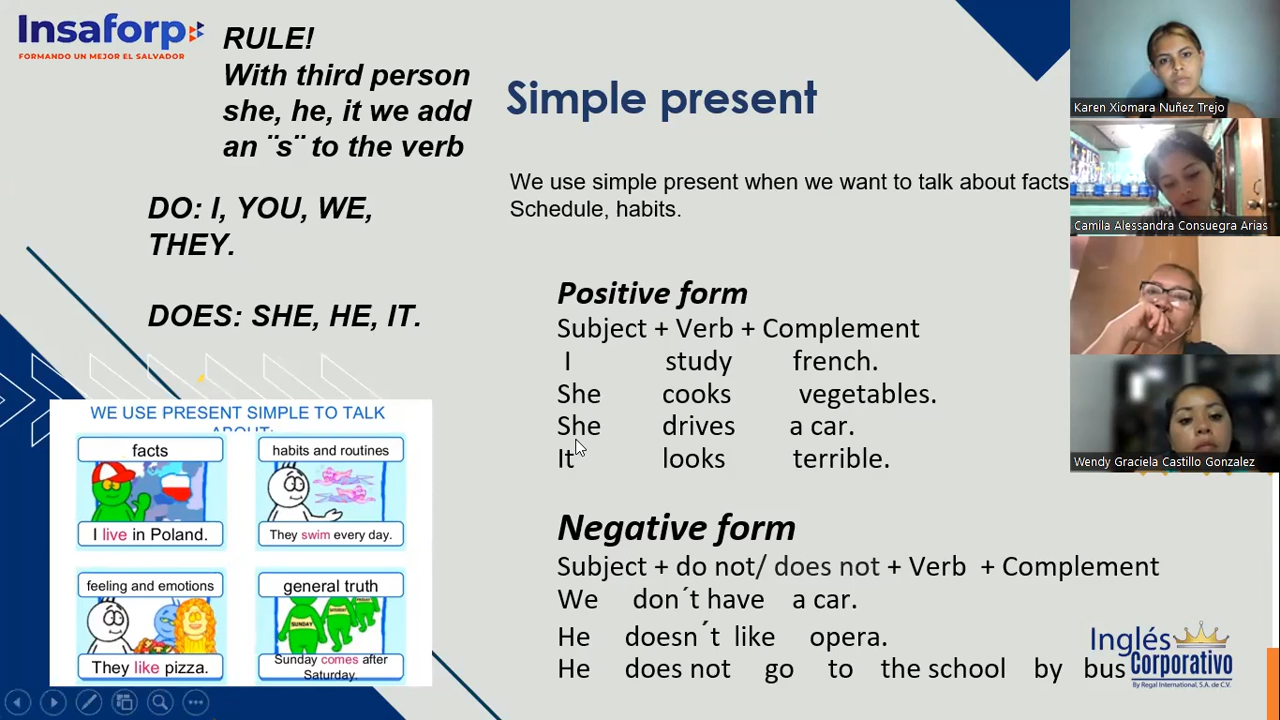 Insaforp
FORMANDO UN MEJOR EL SALVADOR
RULE!
With third person
she, he, it we add
an ¨s¨ to the verb
DO: I, YOU, WE,
THEY.
DOES: SHE, HE, IT.
WE USE PRESENT SIMPLE TO TALK
ABOUT:
facts
I live in Poland.
habits and routines
They swim every day.
feeling and emotions
They like pizza.
general truth
SUNDAY
Sunday comes after
Saturday.
Simple present
We use simple present when we want to talk about facts
Schedule, habits.
Positive form
Subject + Verb + Complement
I study french.
She cooks vegetables.
She drives a car.
It looks terrible.
Negative form
Subject + do not/ does not + Verb + Complement
We don´t have a car.
He doesn´t like opera.
He does not go to the school by bus
Karen Xiomara Nuñez Trejo
Camila Alessandra Consuegra Arias
Wendy Graciela Castillo Gonzalez
Inglés
Corporativo
By Regal International, S.A. de C.V.